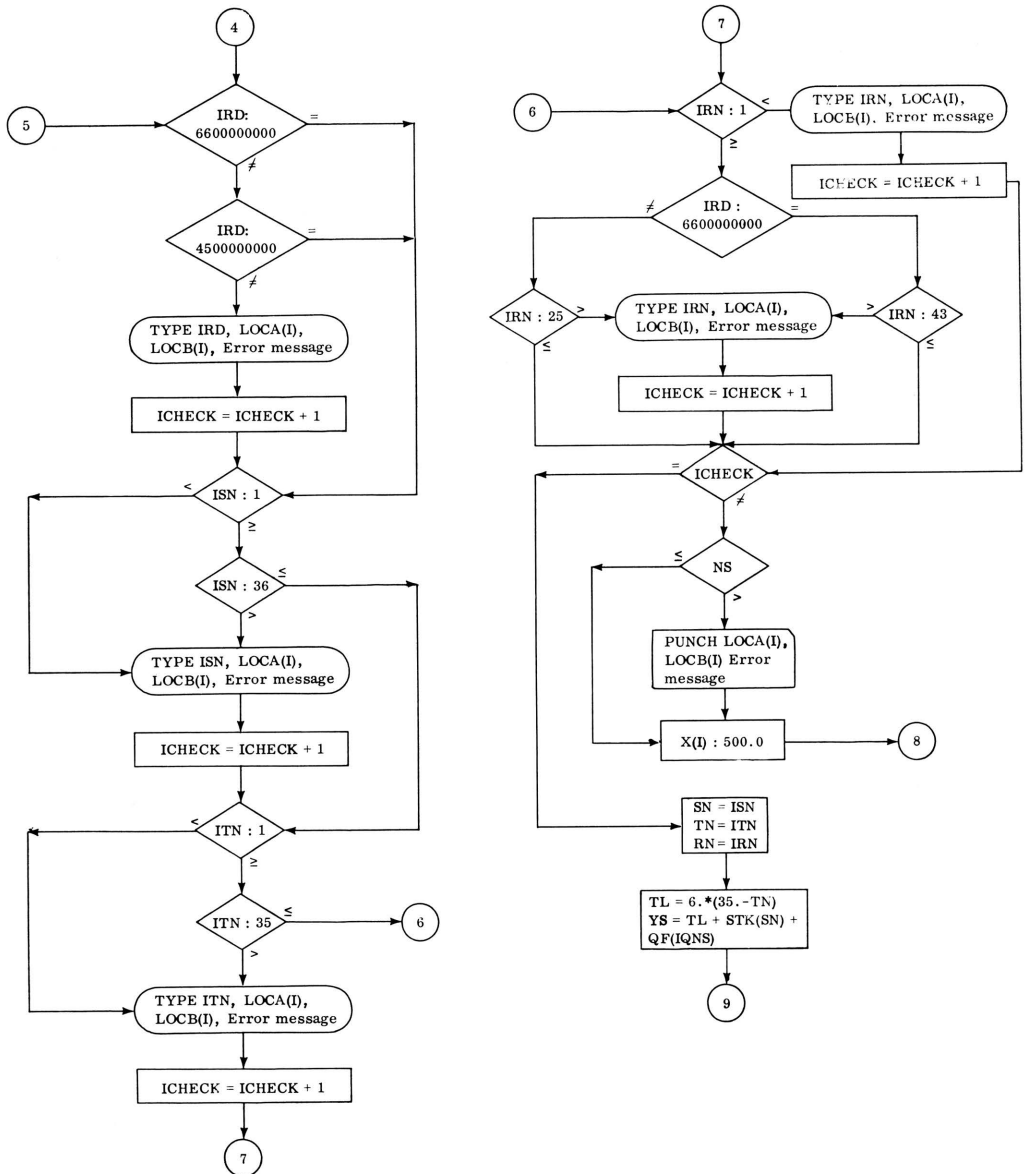 4
5
IRD:
6600000000
=
≠
IRD:
4500000000
=
≠
TYPE IRD, LOCA(I),
LOCB(I), Error message
ICHECK = ICHECK + 1
<
ISN : 1
≥
ISN : 36
≤
>
TYPE ISN, LOCA(I),
LOCB(I), Error message
ICHECK = ICHECK + 1
<
ITN : 1
≥
ITN : 35
≤
6
>
TYPE ITN, LOCA(I),
LOCB(I), Error message
ICHECK = ICHECK + 1
7
7
6
IRN : 1
<
≥
TYPE IRN, LOCA(I),
LOCB(I), Error message
ICHECK = ICHECK + 1
≠
IRD :
6600000000
=
IRN : 25
>
≤
TYPE IRN, LOCA(I),
LOCB(I), Error message
>
IRN : 43
≤
ICHECK = ICHECK + 1
=
ICHECK
≠
≤
NS
>
PUNCH LOCA(I),
LOCB(I) Error
message
X(I) : 500.0
8
SN = ISN
TN = ITN
RN = IRN
TL = 6.*(35.-TN)
YS = TL + STK(SN) +
QF(IQNS)
9